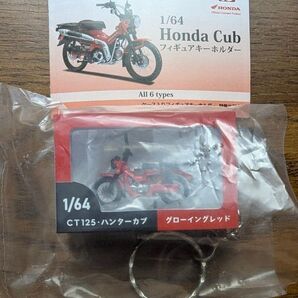 HONDA
1/64
Honda Cub
フィギュアキーホルダー
All 6 types
1/64
CT125・ハンターカブ
グローイングレッド